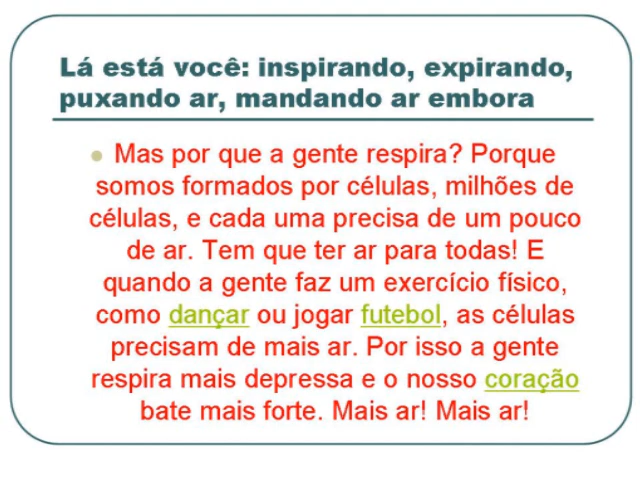 Lá está você: inspirando, expirando,
puxando ar, mandando ar embora
Mas por que a gente respira? Porque
somos formados por células, milhões de
células, e cada uma precisa de um pouco
de ar. Tem que ter ar para todas! E
quando a gente faz um exercício físico,
como dançar ou jogar futebol, as células
precisam de mais ar. Por isso a gente
respira mais depressa e o nosso coração
bate mais forte. Mais ar! Mais ar!